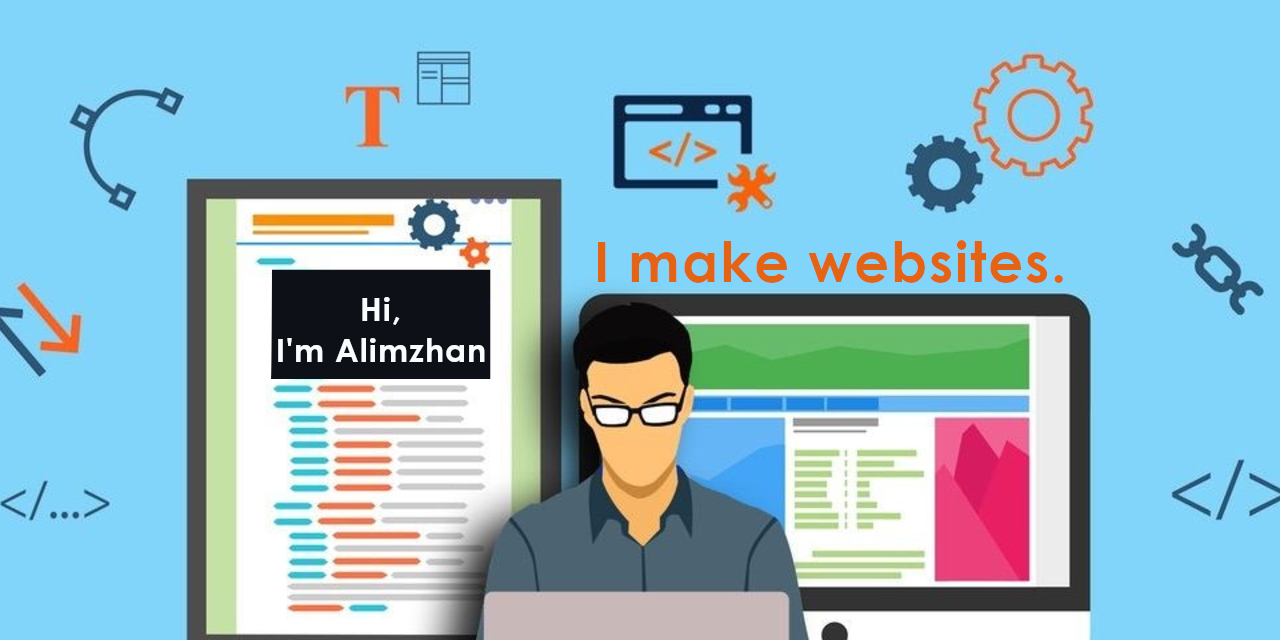 T
</>
I make websites.
Hi,
I'm Alimzhan
</...>
</>